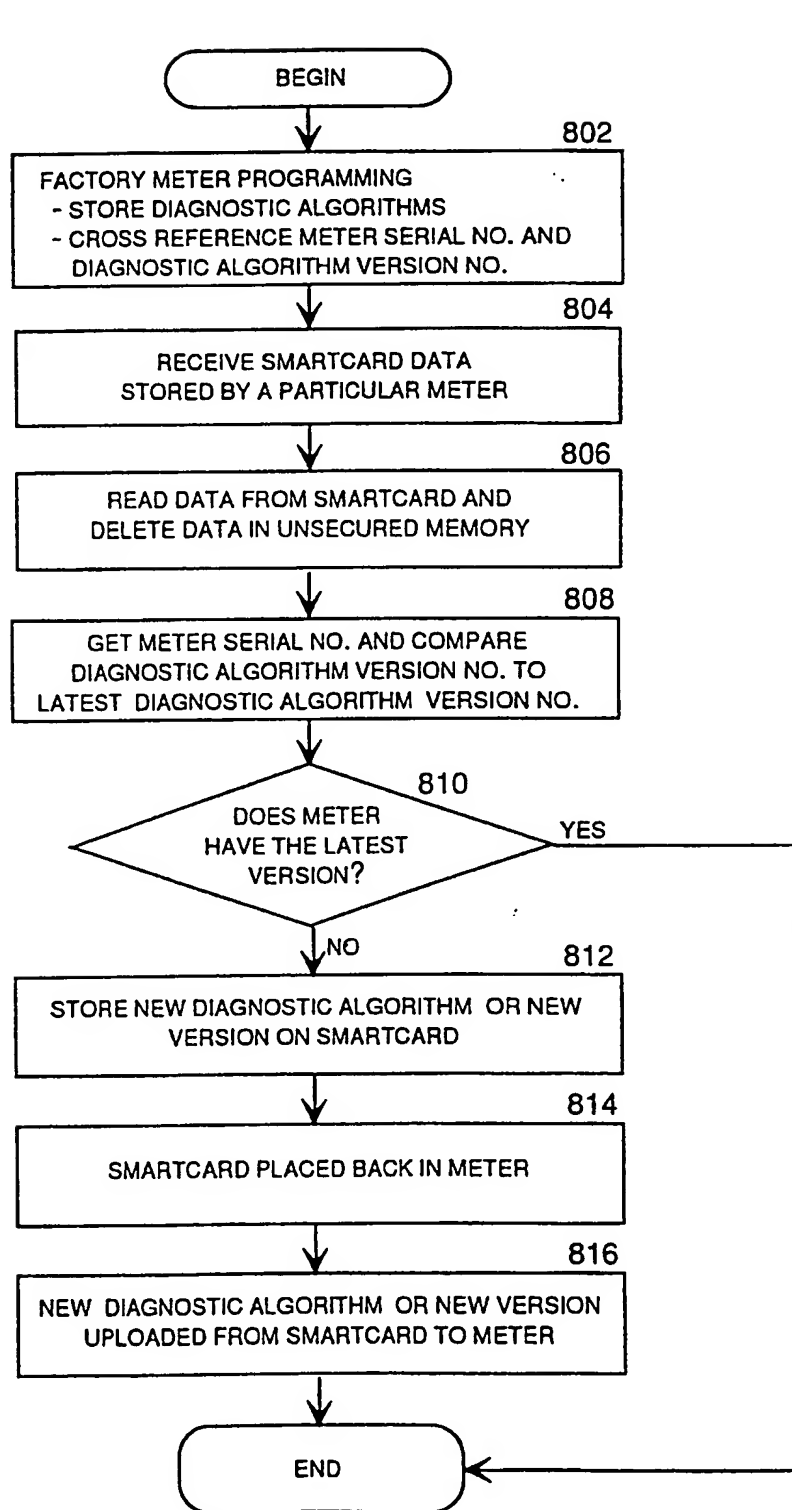 BEGIN
802
FACTORY METER PROGRAMMING
- STORE DIAGNOSTIC ALGORITHMS
- CROSS REFERENCE METER SERIAL NO. AND
DIAGNOSTIC ALGORITHM VERSION NO.
804
RECEIVE SMARTCARD DATA
STORED BY A PARTICULAR METER
806
READ DATA FROM SMARTCARD AND
DELETE DATA IN UNSECURED MEMORY
808
GET METER SERIAL NO. AND COMPARE
DIAGNOSTIC ALGORITHM VERSION NO. TO
LATEST DIAGNOSTIC ALGORITHM VERSION NO.
810
DOES METER
HAVE THE LATEST
VERSION?
YES
NO
812
STORE NEW DIAGNOSTIC ALGORITHM OR NEW
VERSION ON SMARTCARD
814
SMARTCARD PLACED BACK IN METER
816
NEW DIAGNOSTIC ALGORITHM OR NEW VERSION
UPLOADED FROM SMARTCARD TO METER
END